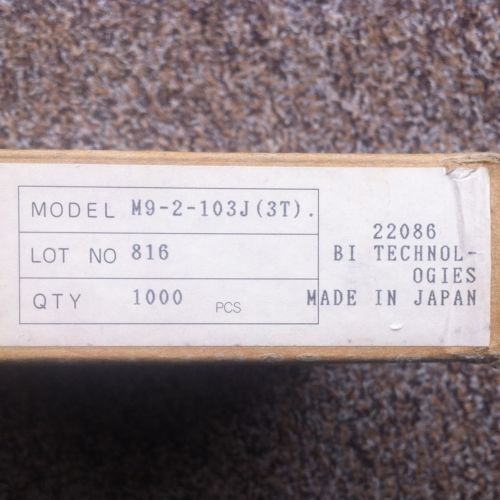 MODEL M9-2-103J(3T).
LOT NO 816
QTY 1000 PCS
22086
BI TECHNOL-
OGIES
MADE IN JAPAN